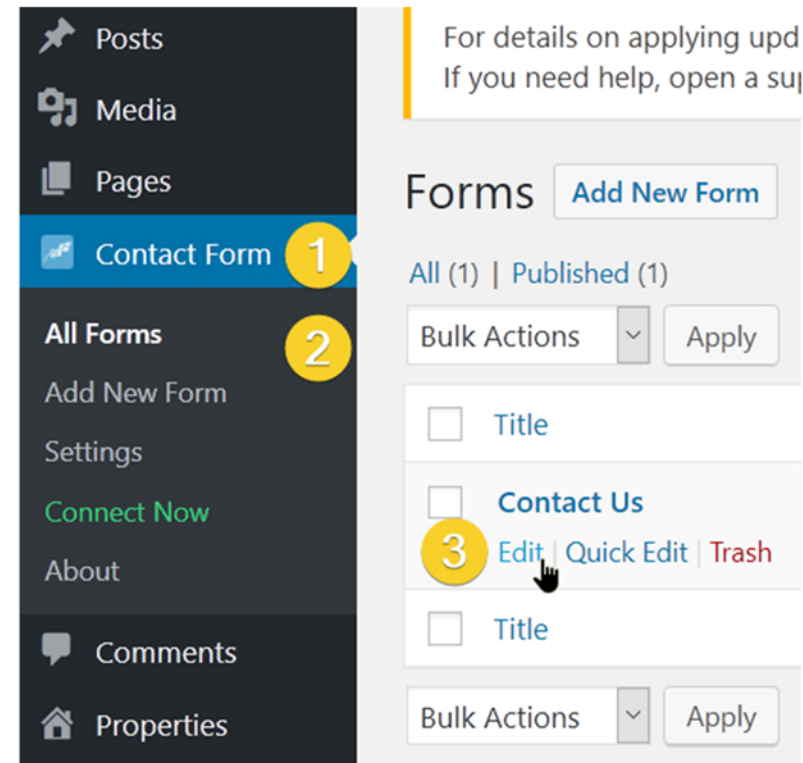 Posts
Media
Pages
Contact Form 1
All Forms 2
Add New Form
Settings
Connect Now
About
Comments
Properties
For details on applying upd
If you need help, open a su
Forms Add New Form
All (1) | Published (1)
Bulk Actions Apply
Title
Contact Us
3 Edit | Quick Edit | Trash
Title
Bulk Actions Apply